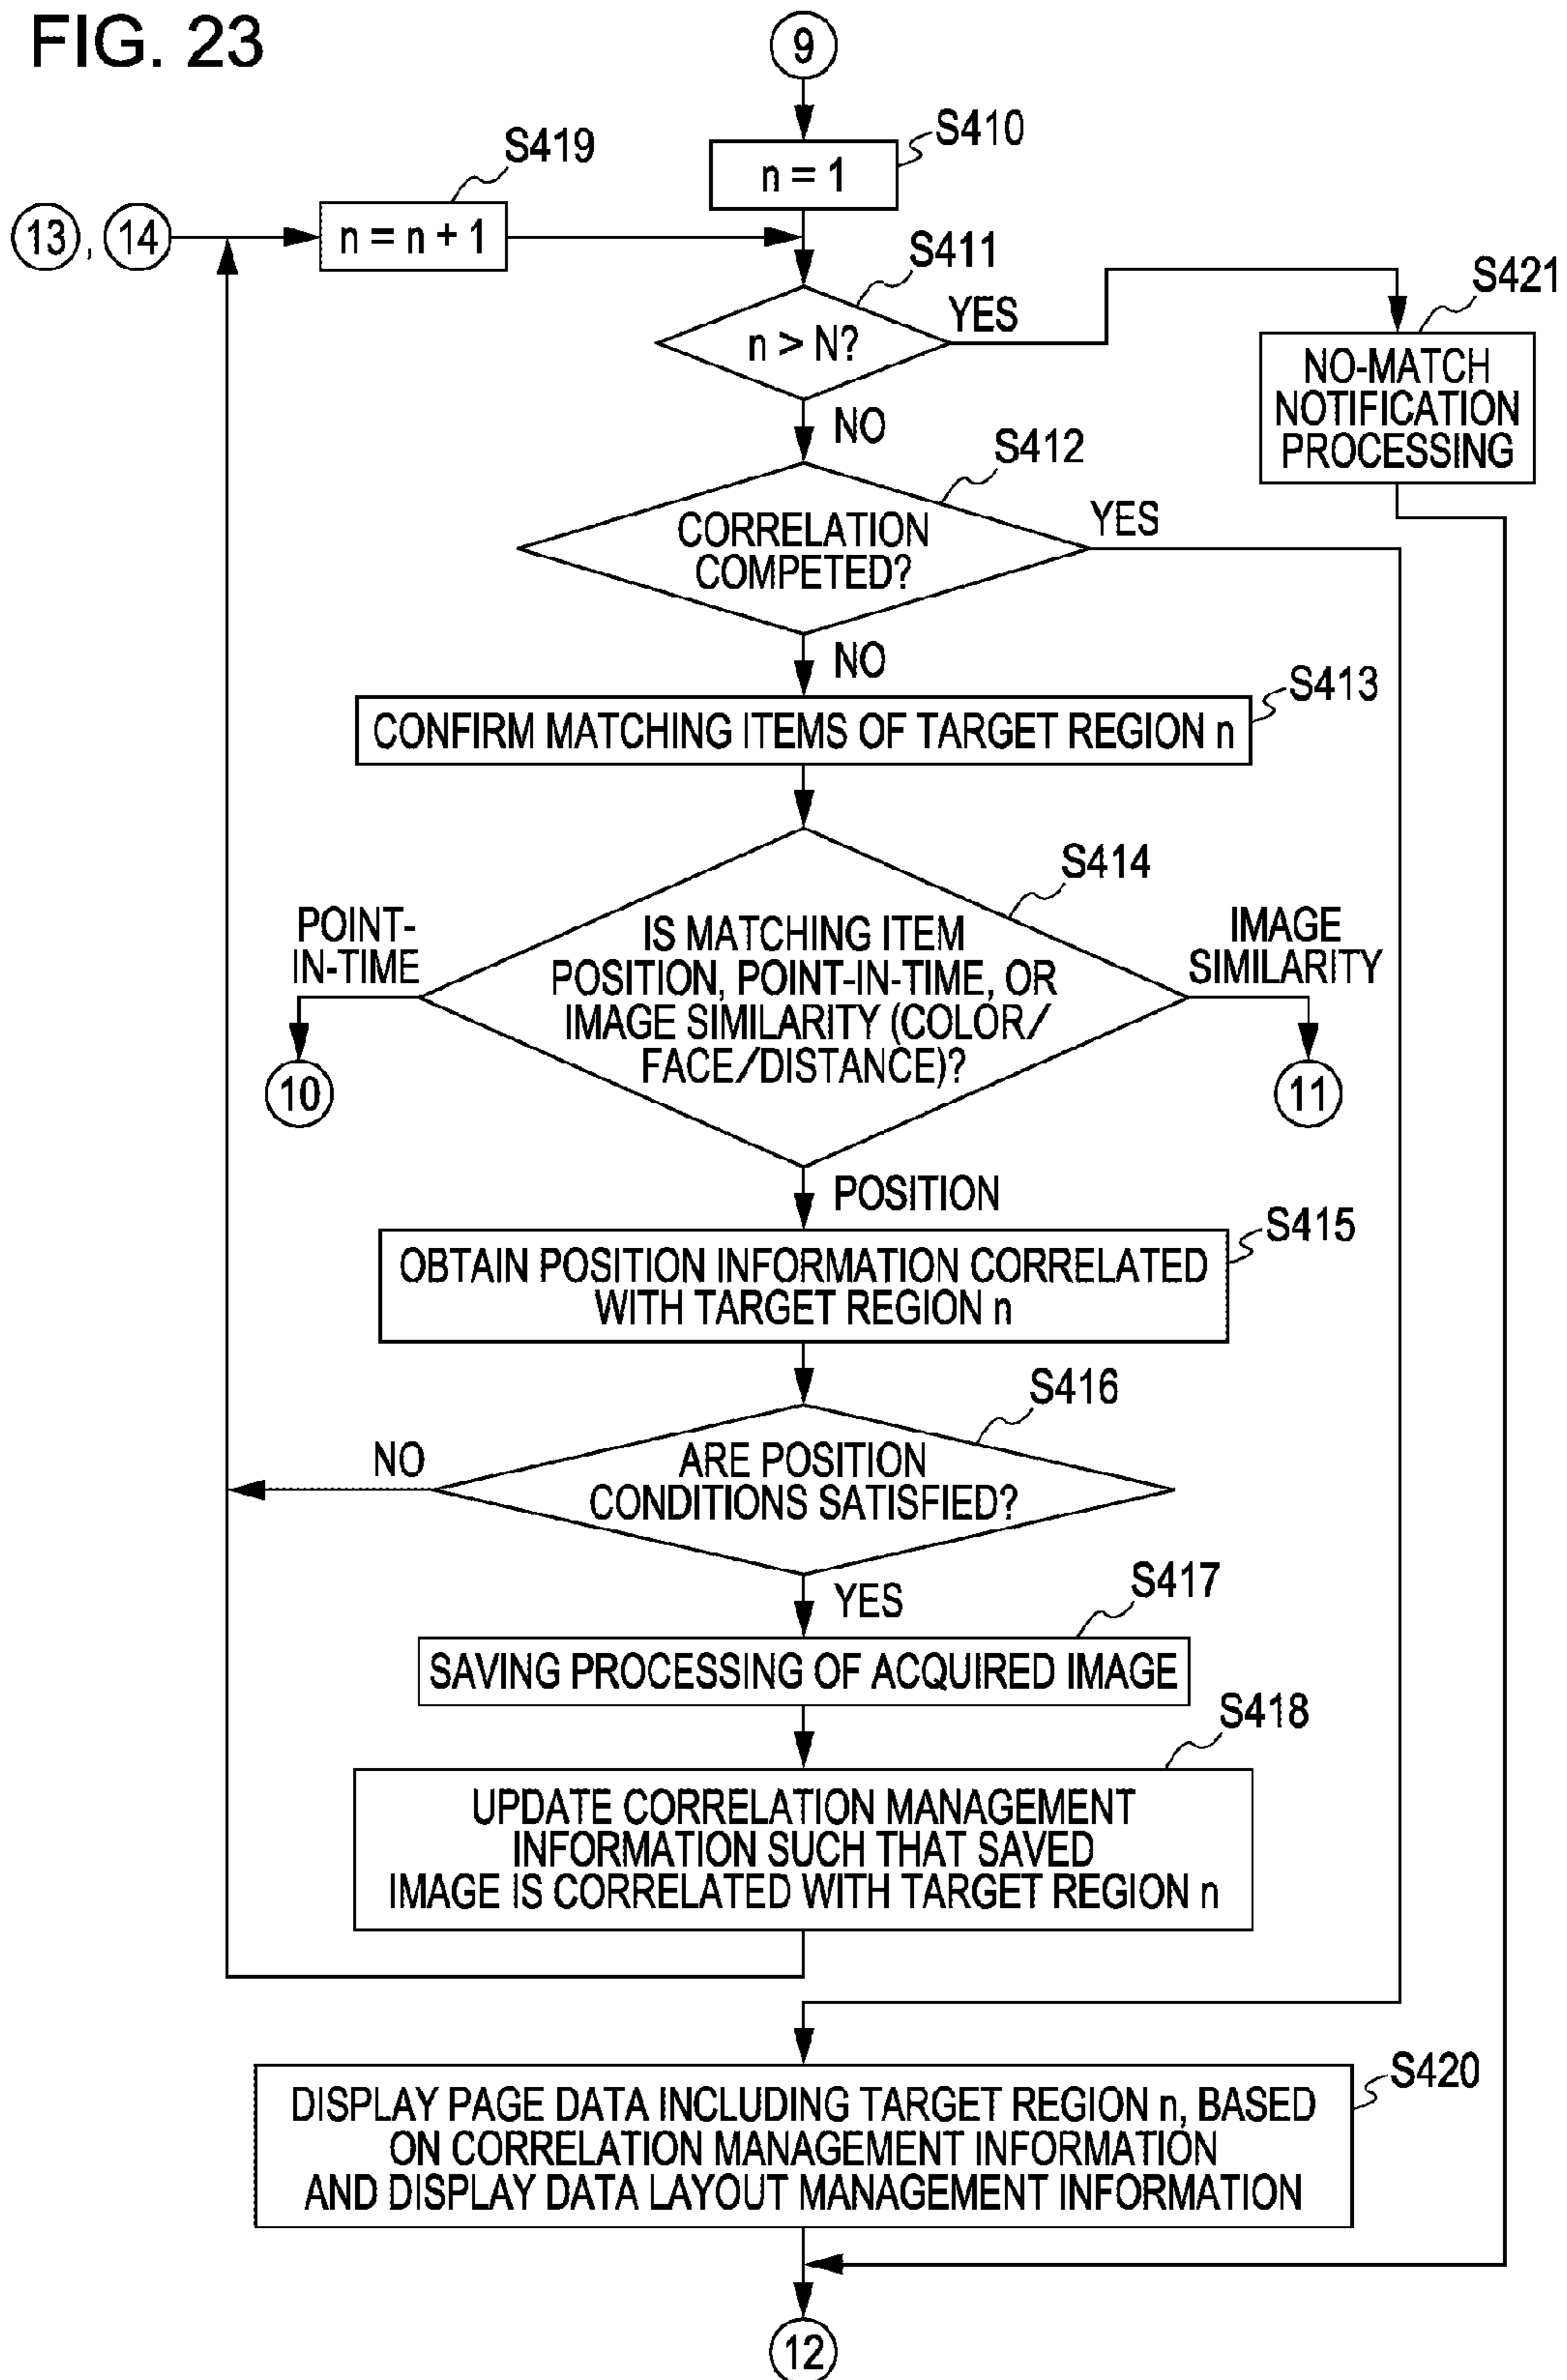 FIG. 23
9
S410
n = 1
S419
13, 14
n = n + 1
S411
n > N?
YES
S421
NO-MATCH
NOTIFICATION
PROCESSING
NO
S412
CORRELATION
COMPETED?
YES
NO
S413
CONFIRM MATCHING ITEMS OF TARGET REGION n
S414
POINT-
IN-TIME
IS MATCHING ITEM
POSITION, POINT-IN-TIME, OR
IMAGE SIMILARITY (COLOR/
FACE/DISTANCE)?
IMAGE
SIMILARITY
10
11
POSITION
S415
OBTAIN POSITION INFORMATION CORRELATED
WITH TARGET REGION n
S416
NO
ARE POSITION
CONDITIONS SATISFIED?
YES
S417
SAVING PROCESSING OF ACQUIRED IMAGE
S418
UPDATE CORRELATION MANAGEMENT
INFORMATION SUCH THAT SAVED
IMAGE IS CORRELATED WITH TARGET REGION n
S420
DISPLAY PAGE DATA INCLUDING TARGET REGION n, BASED
ON CORRELATION MANAGEMENT INFORMATION
AND DISPLAY DATA LAYOUT MANAGEMENT INFORMATION
12